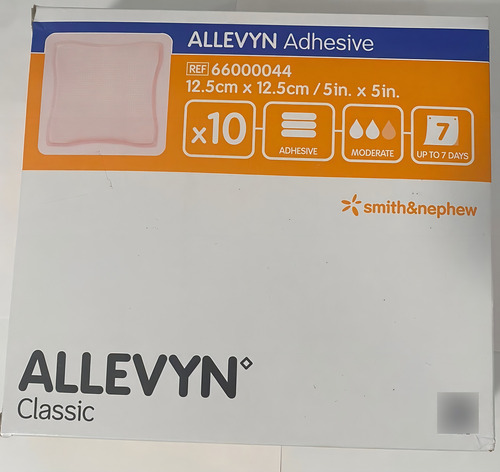 ALLEVYN Adhesive
REF 66000044
12.5cm x 12.5cm / 5in. x 5in.
x10
ADHESIVE
MODERATE
7
UP TO 7 DAYS
smith&nephew
ALLEVYN◇
Classic